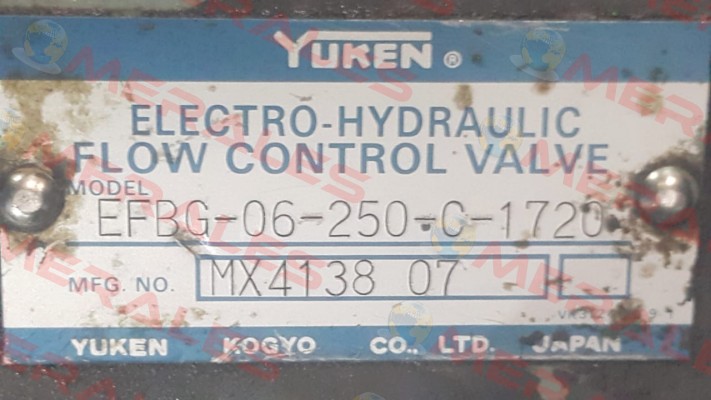 YUKEN ®
ELECTRO-HYDRAULIC
FLOW CONTROL VALVE
MODEL
EFBG-06-250-C-1720
MFG. NO. MX4138 07
YUKEN KOGYO CO., LTD. JAPAN
MERALES